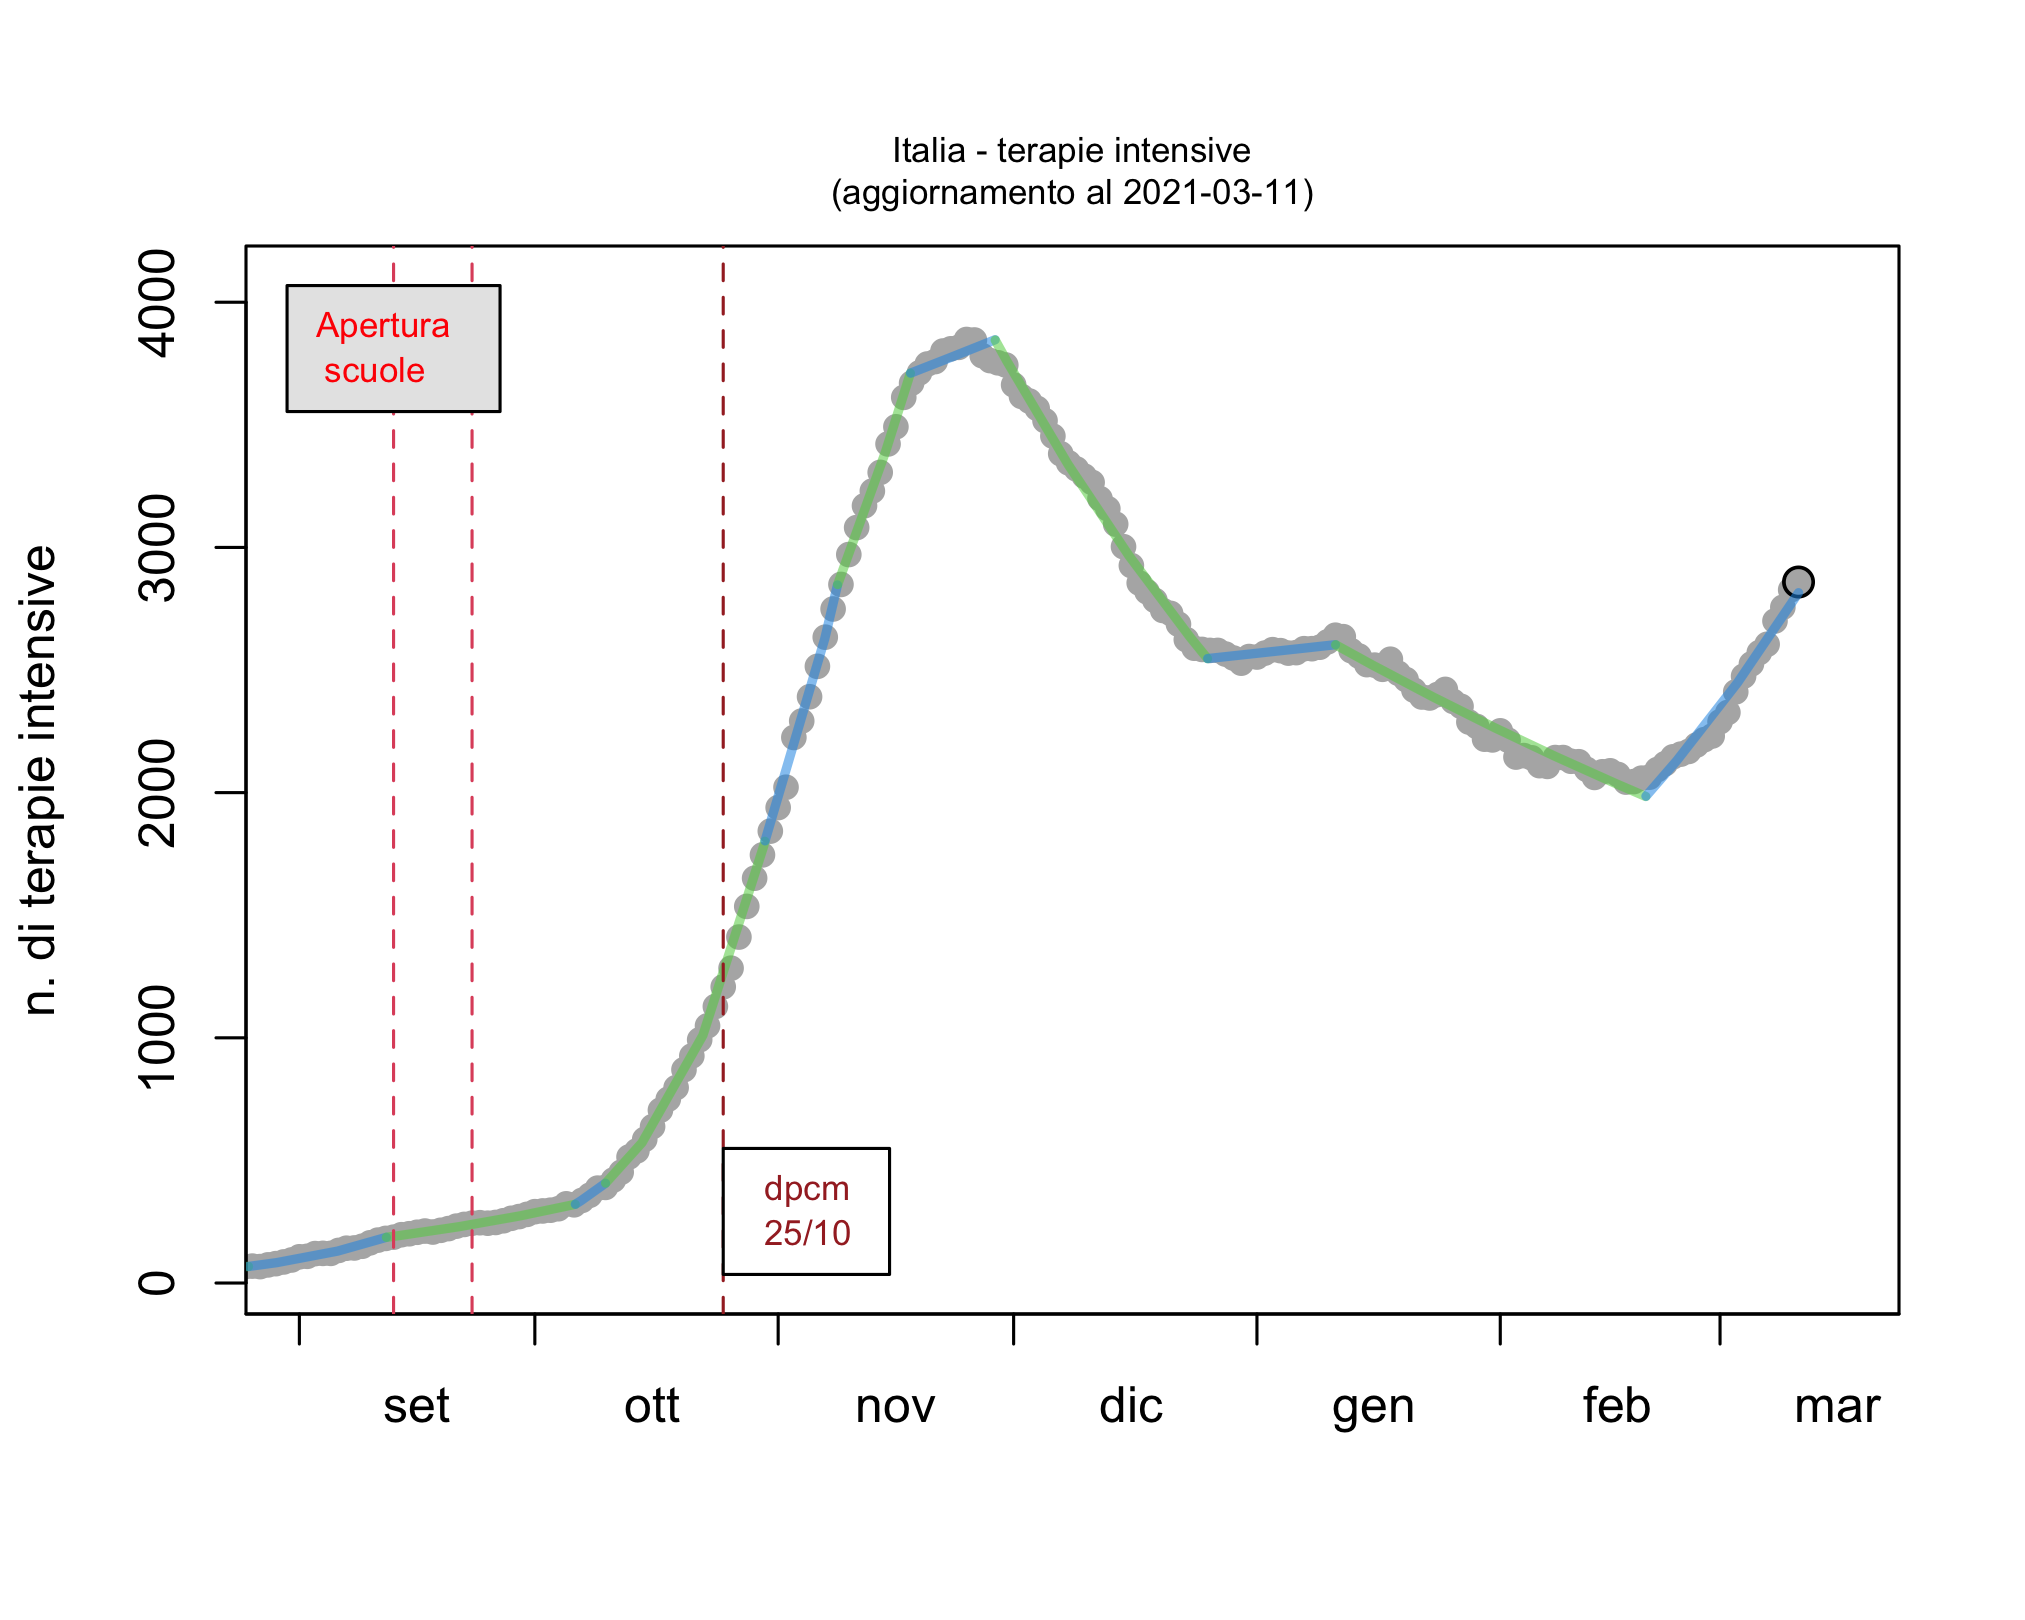 Italia - terapie intensive
(aggiornamento al 2021-03-11)
n. di terapie intensive
4000
3000
2000
1000
0
Apertura
scuole
dpcm
25/10
set
ott
nov
dic
gen
feb
mar